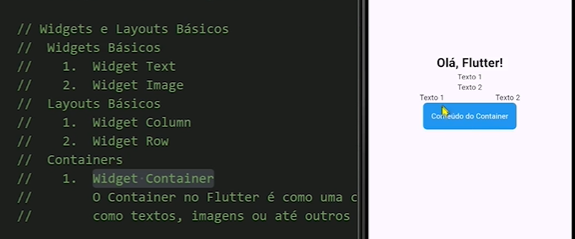 // Widgets e Layouts Básicos
// Widgets Básicos
// 1. Widget Text
// 2. Widget Image
// Layouts Básicos
// 1. Widget Column
// 2. Widget Row
// Containers
// 1. Widget Container
// O Container no Flutter é como uma c
// como textos, imagens ou até outros
Olá, Flutter!
Texto 1
Texto 2
Texto 1 Texto 2
Conteúdo do Container